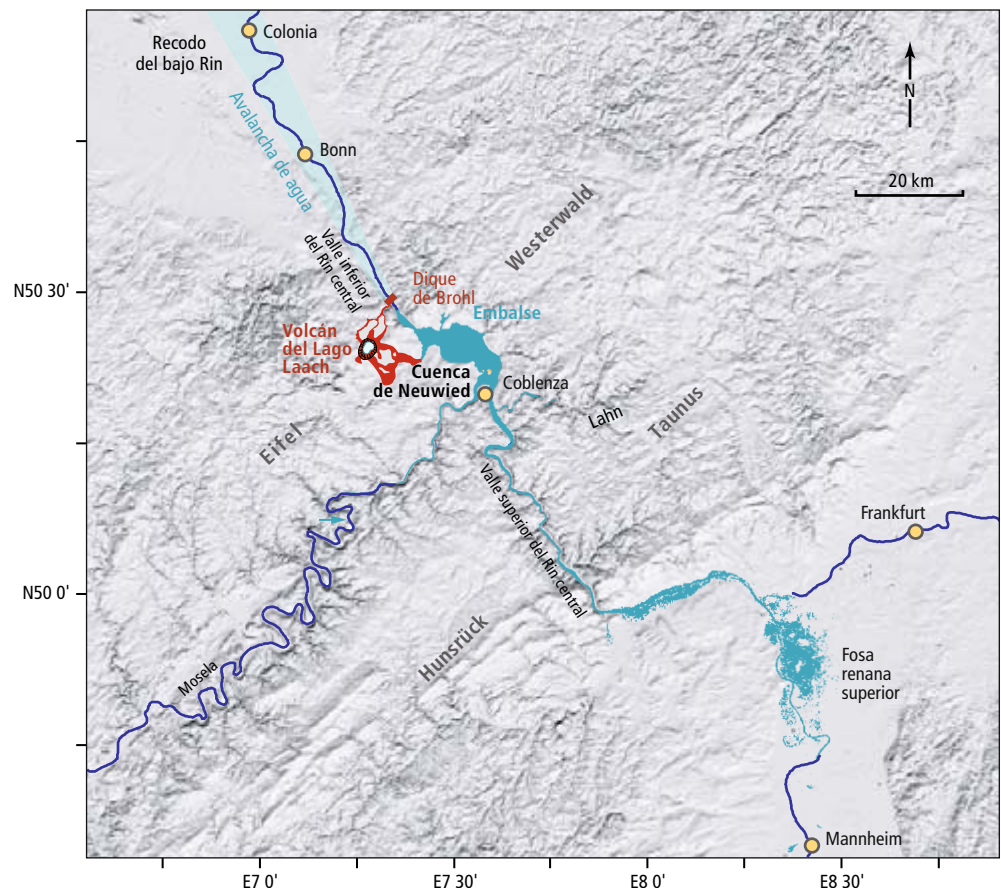 Colonia
Recodo
del bajo Rin
N
Avalancha de agua
Bonn
20 km
Westerwald
Valle inferior
del Rin central
N50 30'
Dique
de Brohl
Embalse
Volcán
del Lago
Laach
Cuenca
de Neuwied
Coblenza
Lahn
Taunus
Eifel
Valle superior del Rin central
Frankfurt
N50 0'
Hunsrück
Mosela
Fosa
renana
superior
Mannheim
E7 0'
E7 30'
E8 0'
E8 30'